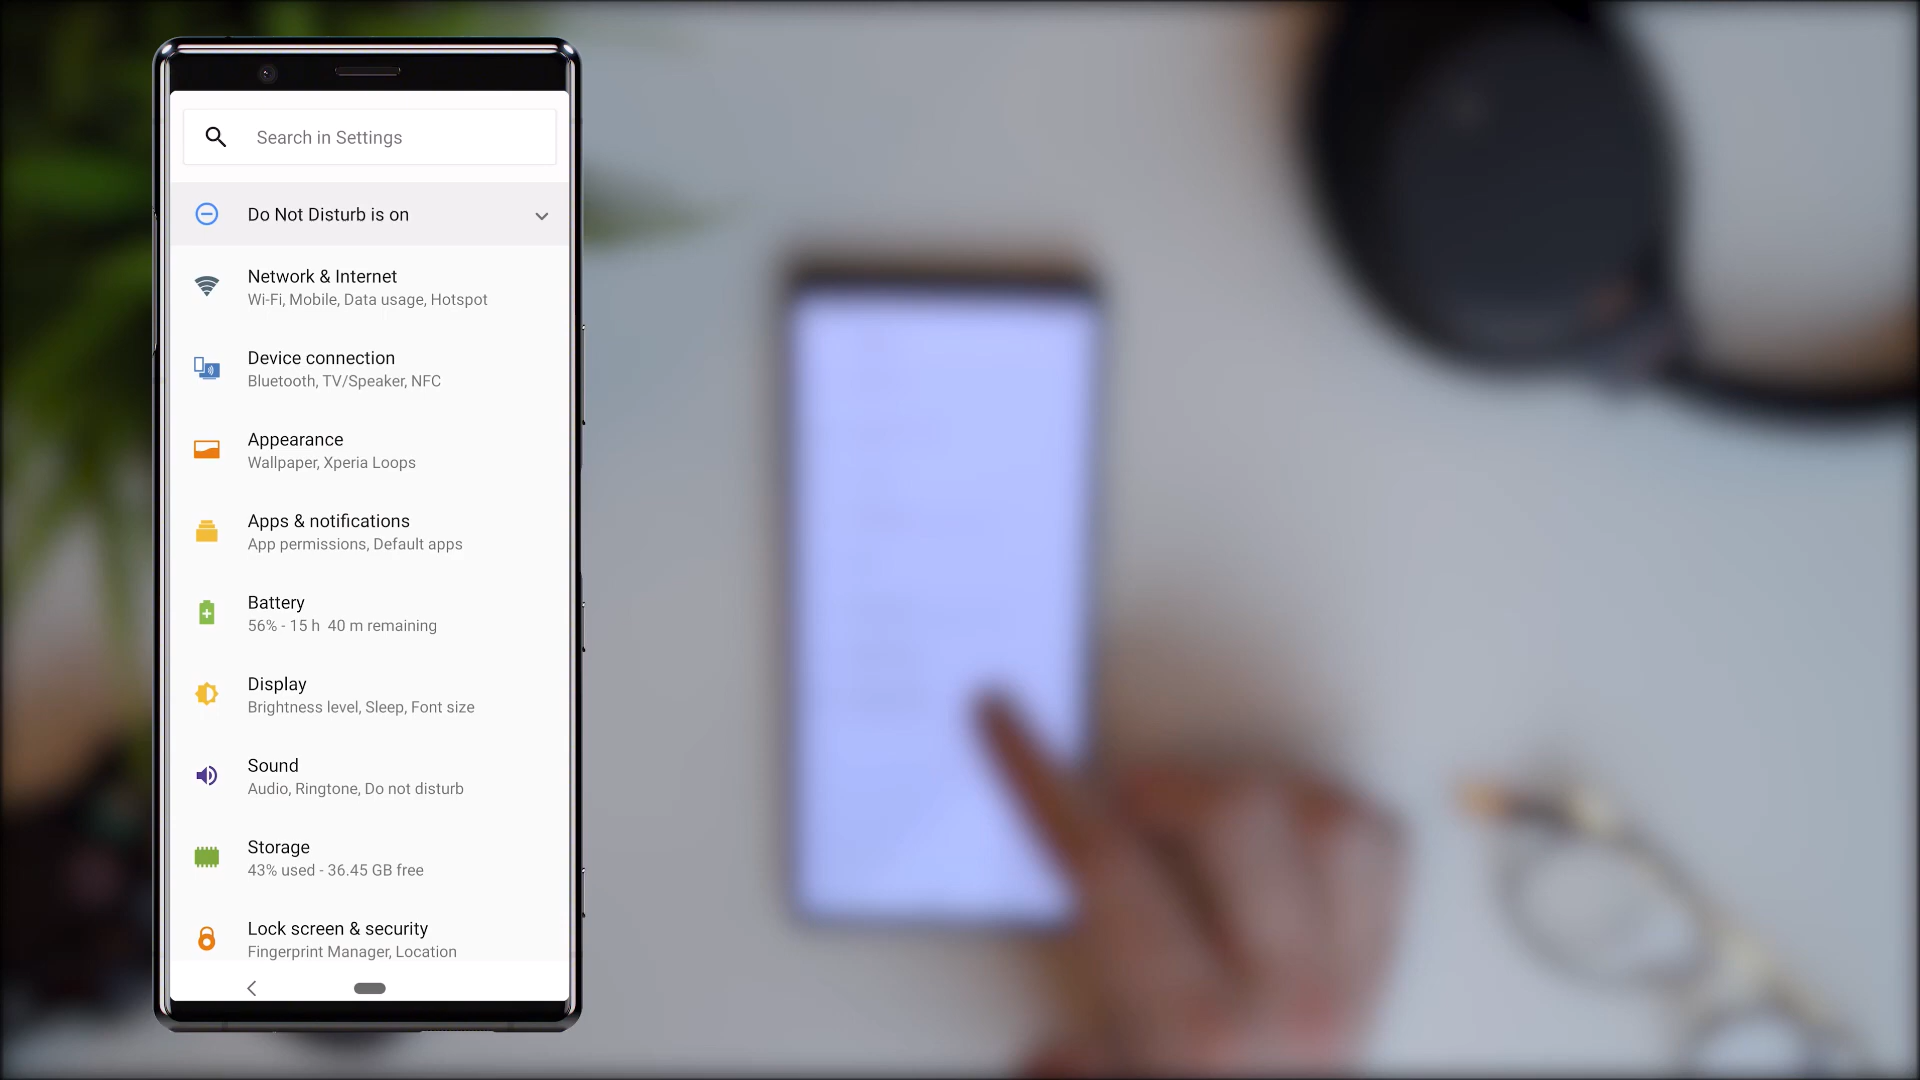 Search in Settings
Do Not Disturb is on
Network & Internet
Wi-Fi, Mobile, Data usage, Hotspot
Device connection
Bluetooth, TV/Speaker, NFC
Appearance
Wallpaper, Xperia Loops
Apps & notifications
App permissions, Default apps
Battery
56% - 15 h 40 m remaining
Display
Brightness level, Sleep, Font size
Sound
Audio, Ringtone, Do not disturb
Storage
43% used - 36.45 GB free
Lock screen & security
Fingerprint Manager, Location